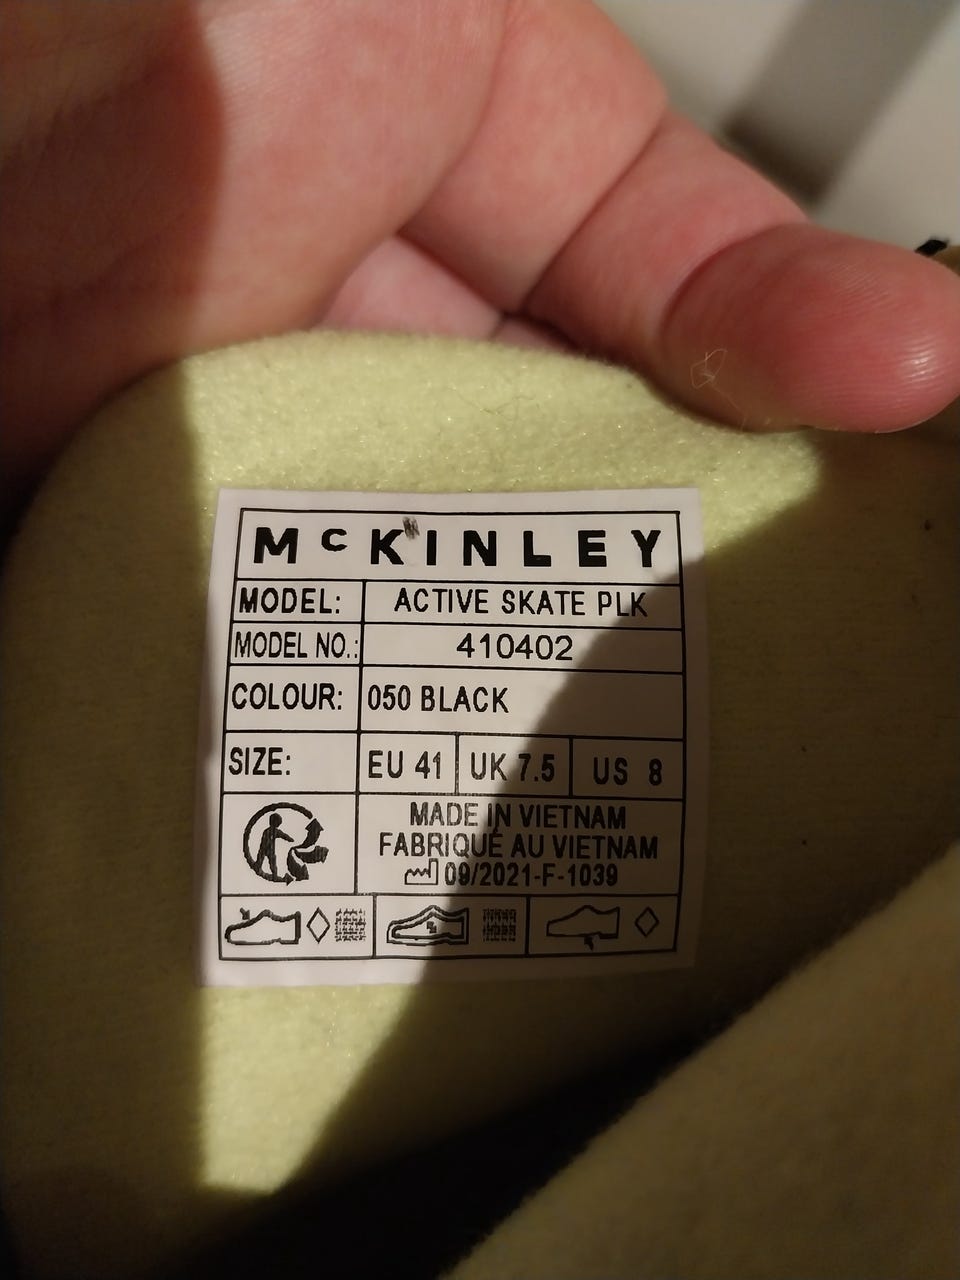 McKINLEY
MODEL: ACTIVE SKATE PLK
MODEL NO.: 410402
COLOUR: 050 BLACK
SIZE: EU 41 UK 7.5 US 8
MADE IN VIETNAM
FABRIQUÉ AU VIETNAM
09/2021-F-1039